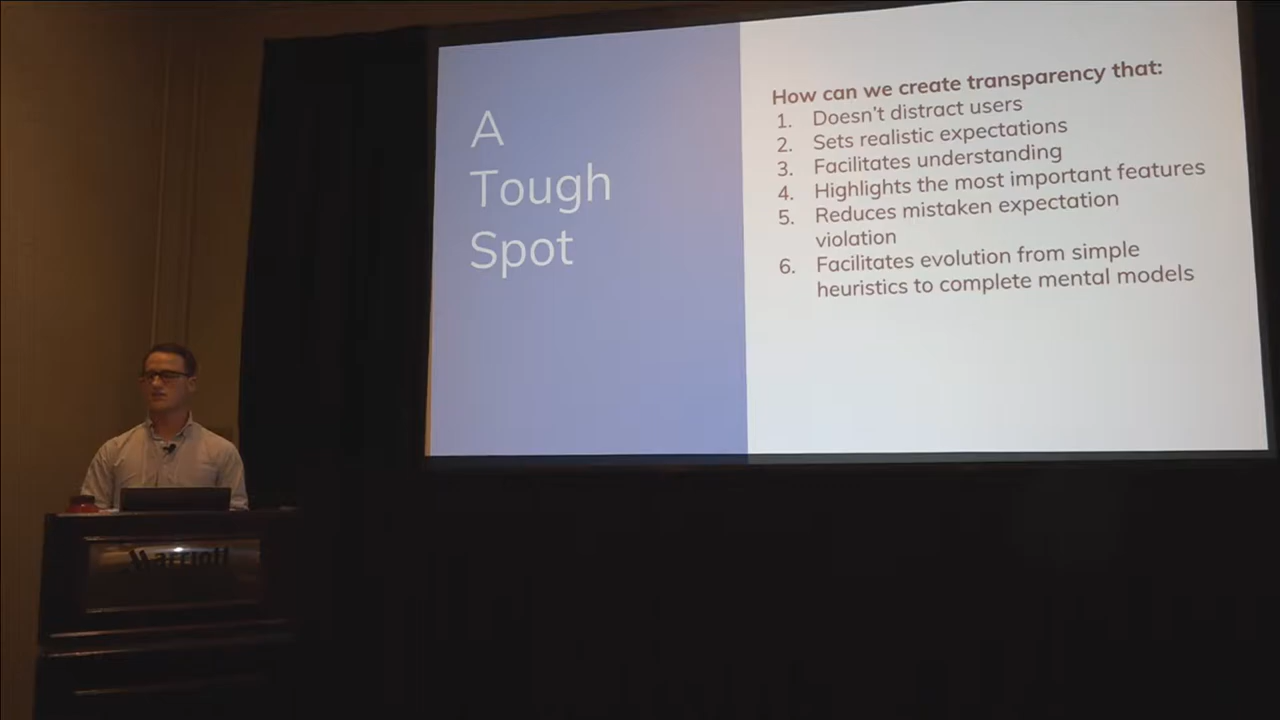 A
Tough
Spot
How can we create transparency that:
1. Doesn't distract users
2. Sets realistic expectations
3. Facilitates understanding
4. Highlights the most important features
5. Reduces mistaken expectation
violation
6. Facilitates evolution from simple
heuristics to complete mental models
Marriott